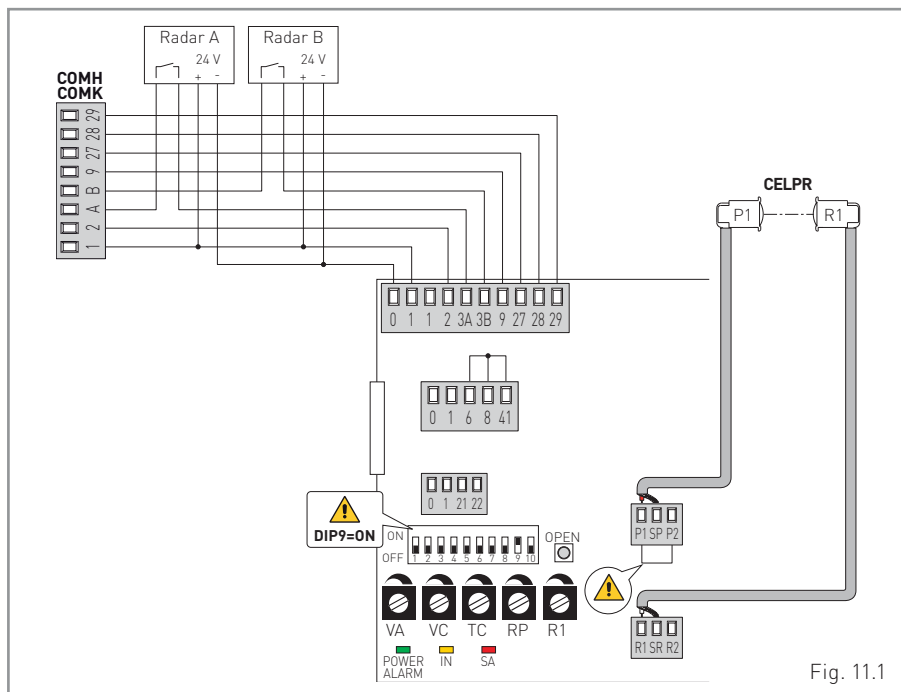 Radar A
24 V
+ -
Radar B
24 V
+ -
COMH
COMK
29
28
27
9
B
A
2
1
CELPR
P1
R1
0 1 1 2 3A 3B 9 27 28 29
0 1 6 8 41
0 1 21 22
DIP9=ON
ON
OFF
1 2 3 4 5 6 7 8 9 10
OPEN
P1 SP P2
VA VC TC RP R1
R1 SR R2
POWER
ALARM
IN
SA
Fig. 11.1